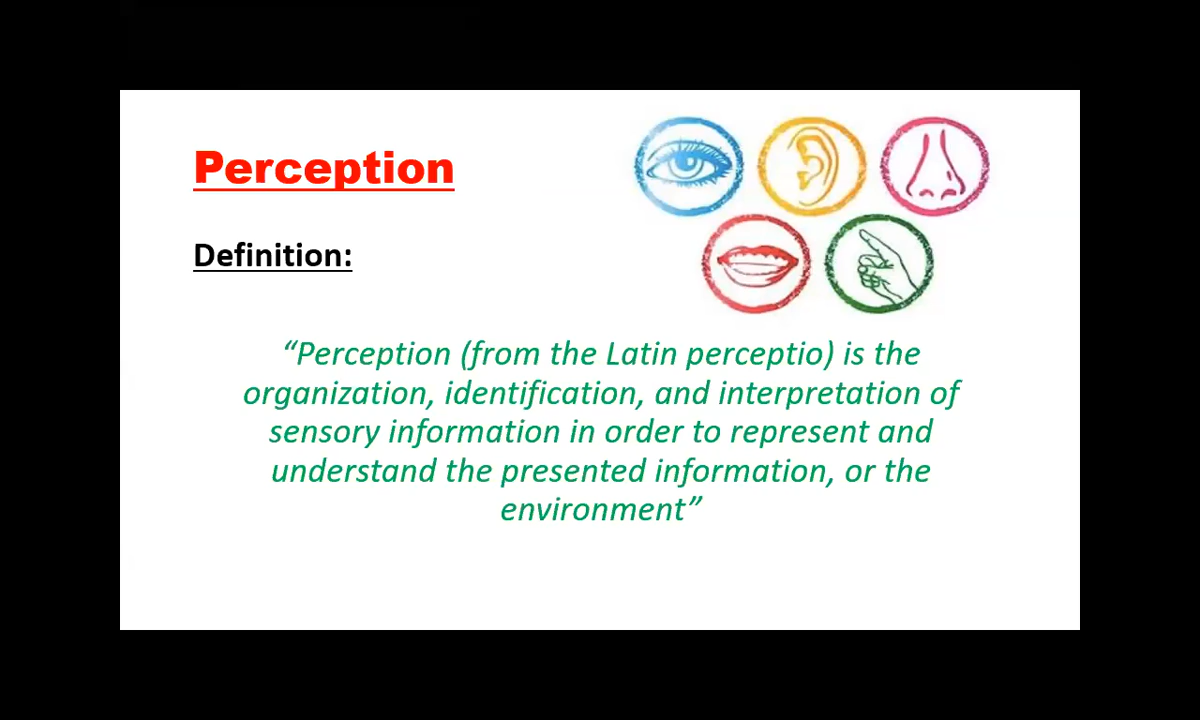 Perception
Definition:
“Perception (from the Latin perceptio) is the
organization, identification, and interpretation of
sensory information in order to represent and
understand the presented information, or the
environment”